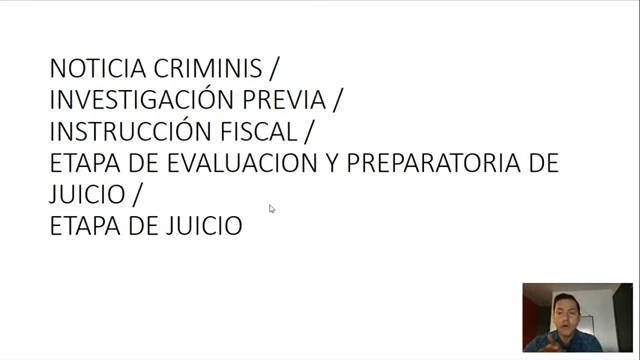 NOTICIA CRIMINIS /
INVESTIGACIÓN PREVIA /
INSTRUCCIÓN FISCAL /
ETAPA DE EVALUACION Y PREPARATORIA DE
JUICIO /
ETAPA DE JUICIO